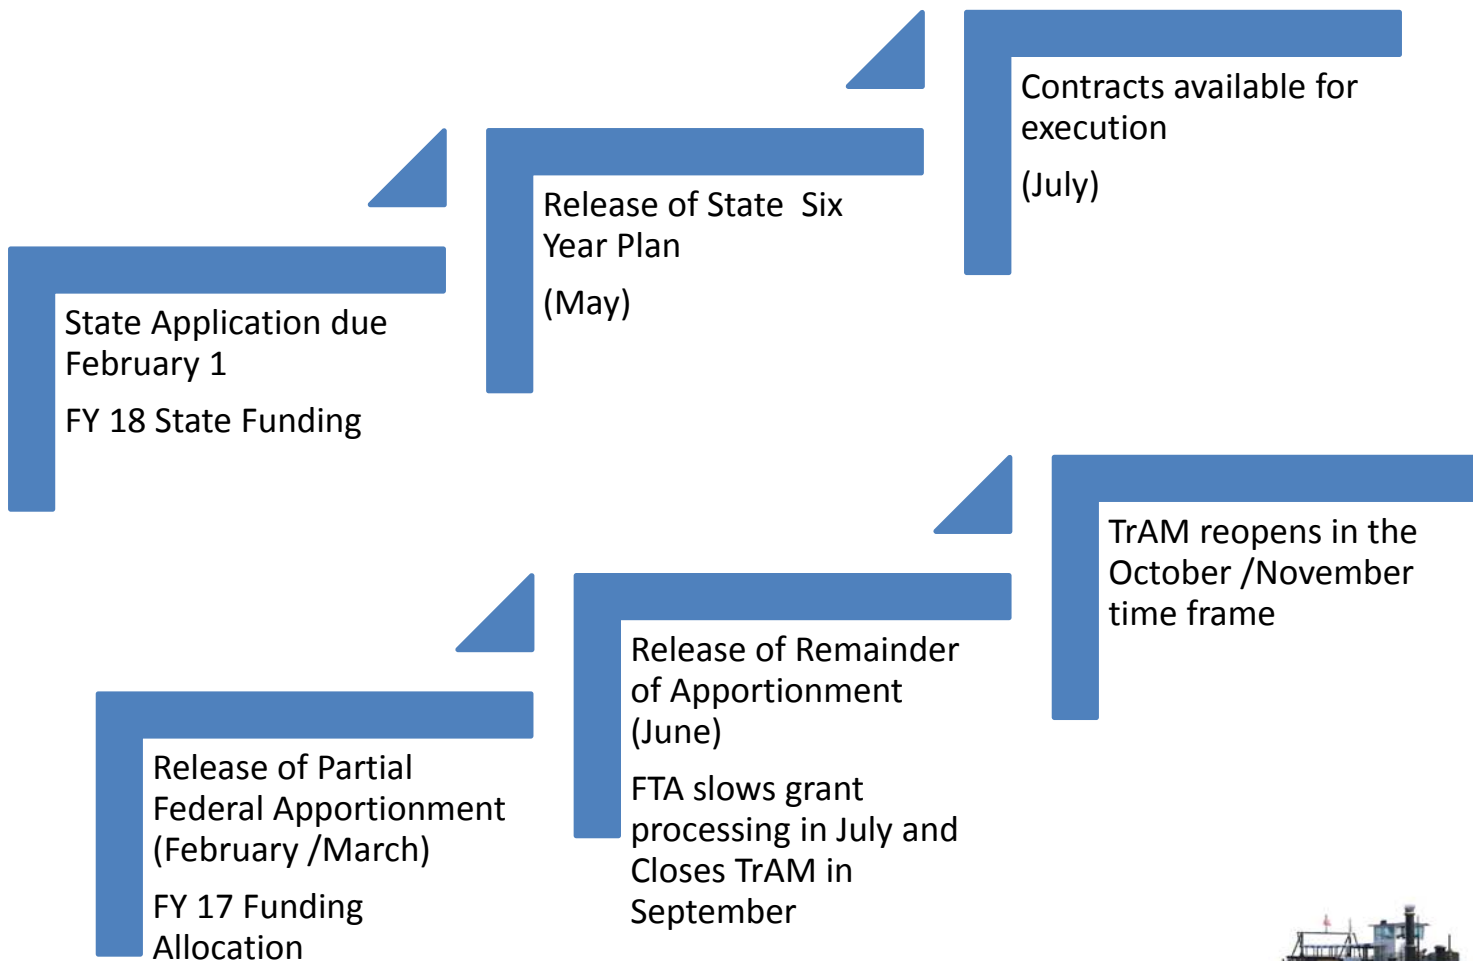 State Application due
February 1
FY 18 State Funding
Release of State  Six
Year Plan
(May)
Contracts available for
execution
(July)
Release of Partial
Federal Apportionment
(February /March)
FY 17 Funding
Allocation
Release of Remainder
of Apportionment
(June)
FTA slows grant
processing in July and
Closes TrAM in
September
TrAM reopens in the
October /November
time frame